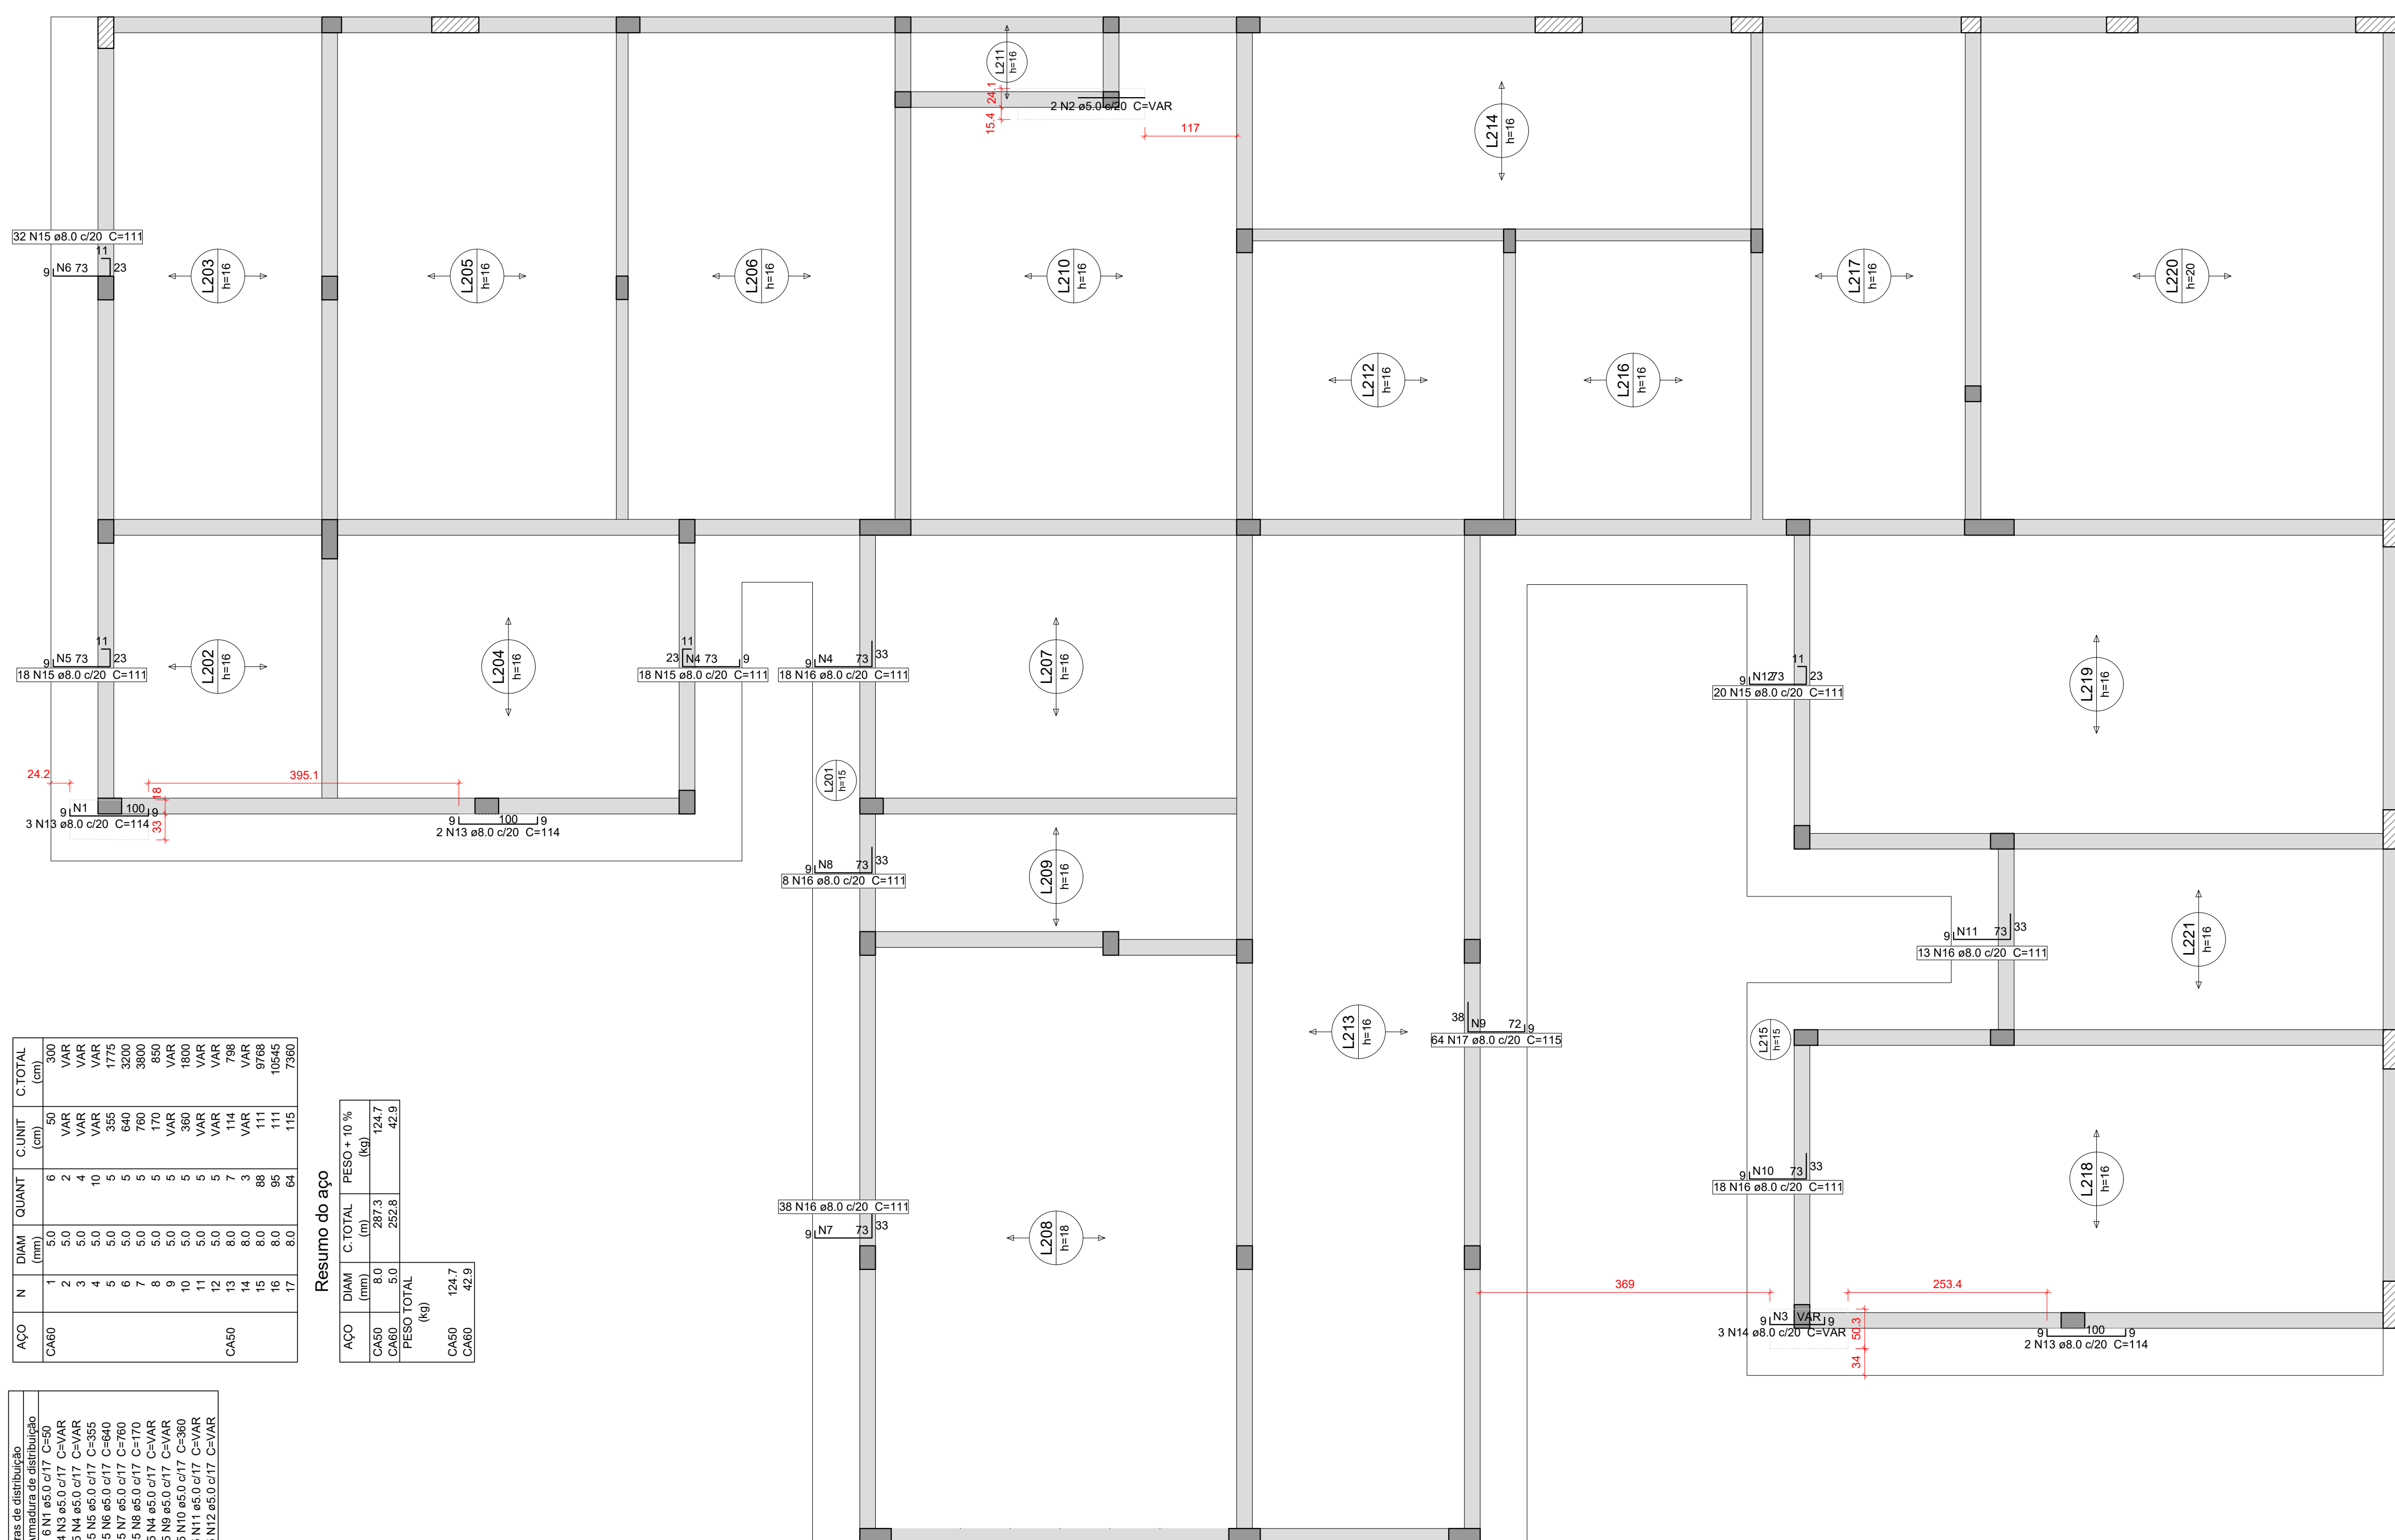 L211
h=16
24.1
15.4
2 N2 ø5.0 c/20 C=VAR
117
L214
h=16
32 N15 ø8.0 c/20 C=111
11
9 N6 73 23
L203
h=16
L205
h=16
L206
h=16
L210
h=16
L217
h=16
L220
h=20
L212
h=16
L216
h=16
11
9 N5 73 23
18 N15 ø8.0 c/20 C=111
L202
h=16
L204
h=16
11
23 N4 73 9
18 N15 ø8.0 c/20 C=111
9 N4 73 33
18 N16 ø8.0 c/20 C=111
L207
h=16
11
9 N12 73 23
20 N15 ø8.0 c/20 C=111
L219
h=16
24.2
395.1
18
33
9 N1 100 9
3 N13 ø8.0 c/20 C=114
9 100 9
2 N13 ø8.0 c/20 C=114
L201
h=15
9 N8 73 33
8 N16 ø8.0 c/20 C=111
L209
h=16
9 N11 73 33
13 N16 ø8.0 c/20 C=111
L221
h=16
L213
h=16
38 N9 72 9
64 N17 ø8.0 c/20 C=115
L215
h=15
9 N10 73 33
18 N16 ø8.0 c/20 C=111
L218
h=16
38 N16 ø8.0 c/20 C=111
9 N7 73 33
L208
h=18
369
253.4
9 N3 VAR 9
3 N14 ø8.0 c/20 C=VAR
50.3
34
9 100 9
2 N13 ø8.0 c/20 C=114
AÇO N DIAM (mm) QUANT C.UNIT (cm) C.TOTAL (cm)
CA60 1 5.0 6 50 300
2 5.0 2 VAR VAR
3 5.0 4 VAR VAR
4 5.0 10 VAR VAR
5 5.0 5 355 1775
6 5.0 5 640 3200
7 5.0 5 760 3800
8 5.0 5 170 850
9 5.0 5 VAR VAR
10 5.0 5 360 1800
11 5.0 5 VAR VAR
12 5.0 5 VAR VAR
CA50 13 8.0 7 114 798
14 8.0 3 VAR VAR
15 8.0 88 111 9768
16 8.0 95 111 10545
17 8.0 64 115 7360
Resumo do aço
AÇO DIAM (mm) C.TOTAL (m) PESO + 10 % (kg)
CA50 8.0 287.3 124.7
CA60 5.0 252.8 42.9
PESO TOTAL
(kg)
CA50 124.7
CA60 42.9
de distribuição
Armadura de distribuição
6 N1 ø5.0 c/17 C=50
4 N3 ø5.0 c/17 C=VAR
5 N4 ø5.0 c/17 C=VAR
5 N5 ø5.0 c/17 C=355
5 N6 ø5.0 c/17 C=640
5 N7 ø5.0 c/17 C=760
5 N8 ø5.0 c/17 C=170
5 N4 ø5.0 c/17 C=VAR
5 N9 ø5.0 c/17 C=VAR
N10 ø5.0 c/17 C=360
N11 ø5.0 c/17 C=VAR
N12 ø5.0 c/17 C=VAR